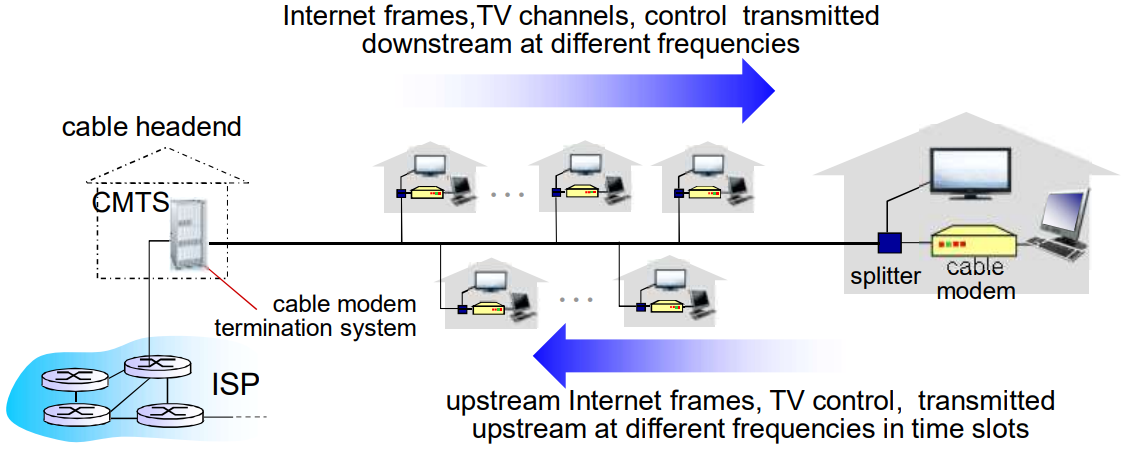 Internet frames,TV channels, control transmitted
downstream at different frequencies
cable headend
CMTS
cable modem
termination system
ISP
splitter
cable
modem
upstream Internet frames, TV control, transmitted
upstream at different frequencies in time slots